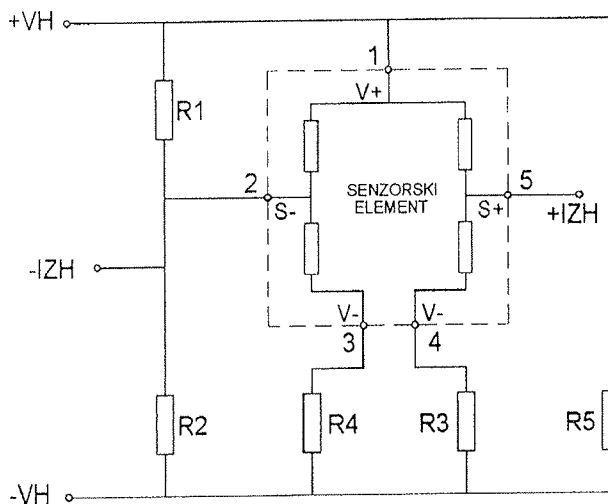 +VH
1
V+
R1
2
SENZORSKI
ELEMENT
5
S-
S+
+IZH
-IZH
V-
V-
3
4
R2
R4
R3
R5
-VH